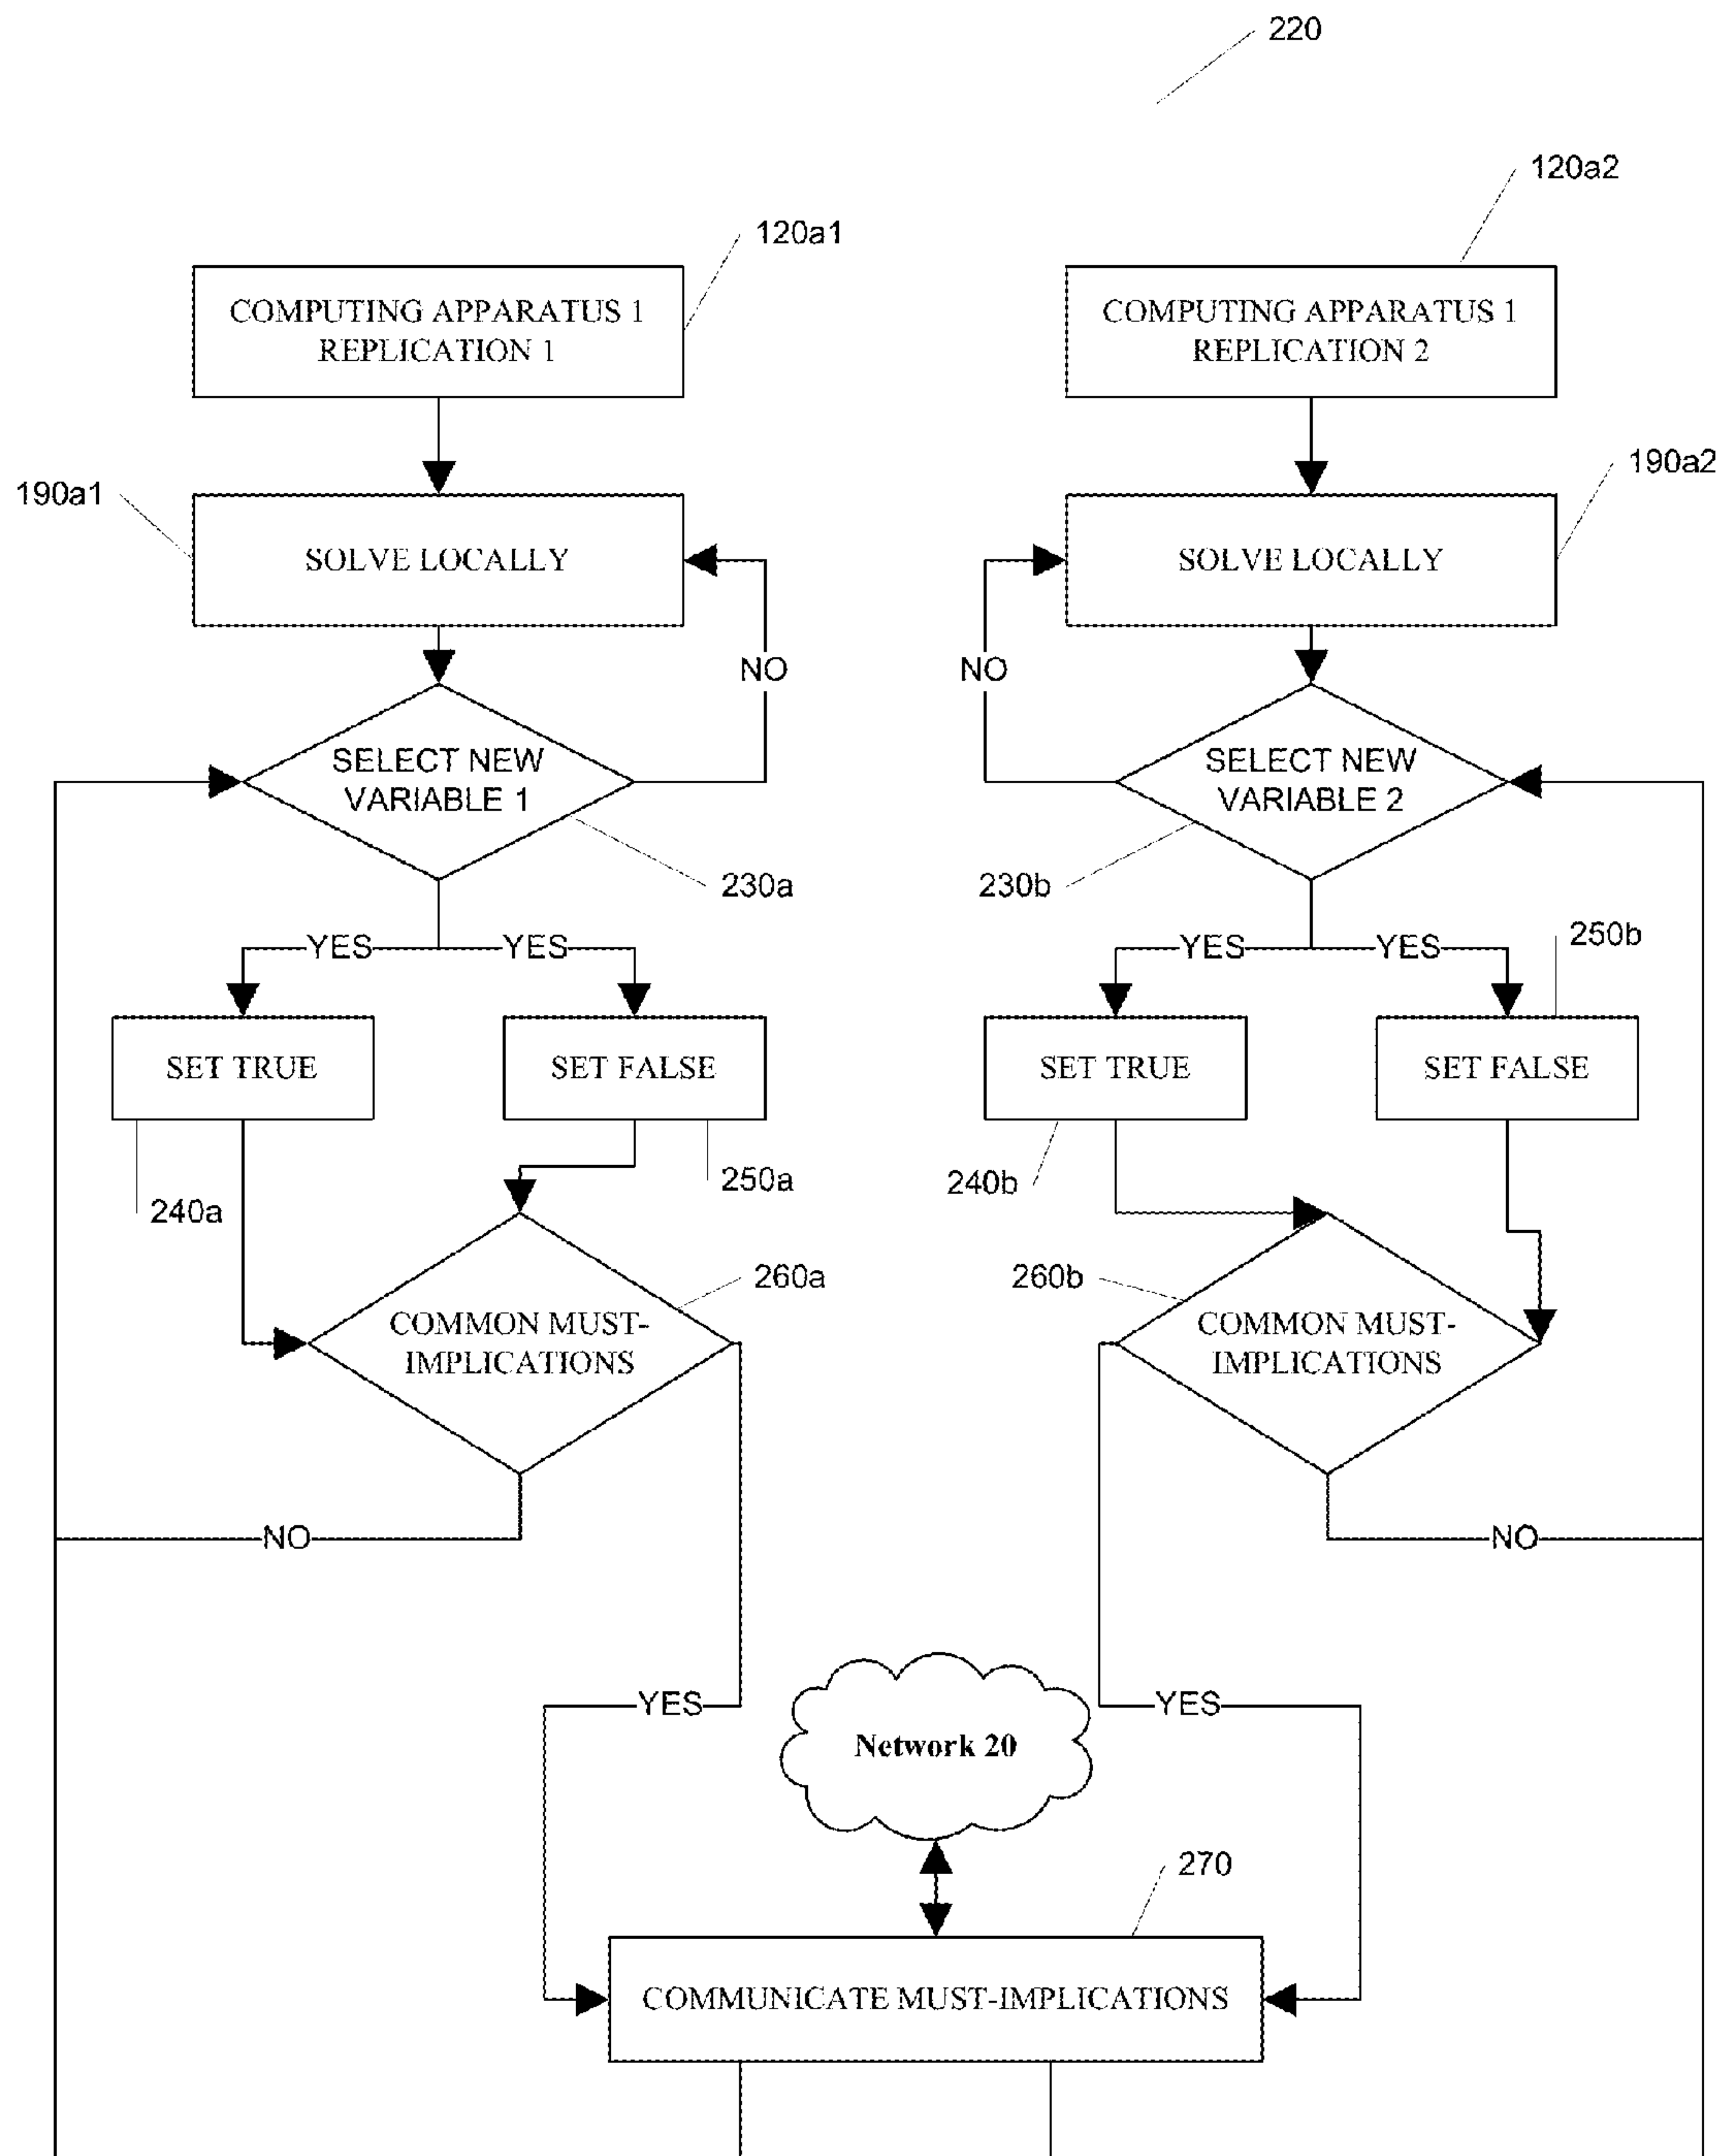 220
120a2
120a1
COMPUTING APPARATUS 1
REPLICATION 1
COMPUTING APPARATUS 1
REPLICATION 2
190a1
190a2
SOLVE LOCALLY
SOLVE LOCALLY
NO
NO
SELECT NEW
VARIABLE 1
SELECT NEW
VARIABLE 2
230a
230b
YES
YES
YES
YES
250b
SET TRUE
SET FALSE
SET TRUE
SET FALSE
240a
250a
240b
260a
260b
COMMON MUST-
IMPLICATIONS
COMMON MUST-
IMPLICATIONS
NO
NO
YES
YES
Network 20
270
COMMUNICATE MUST-IMPLICATIONS